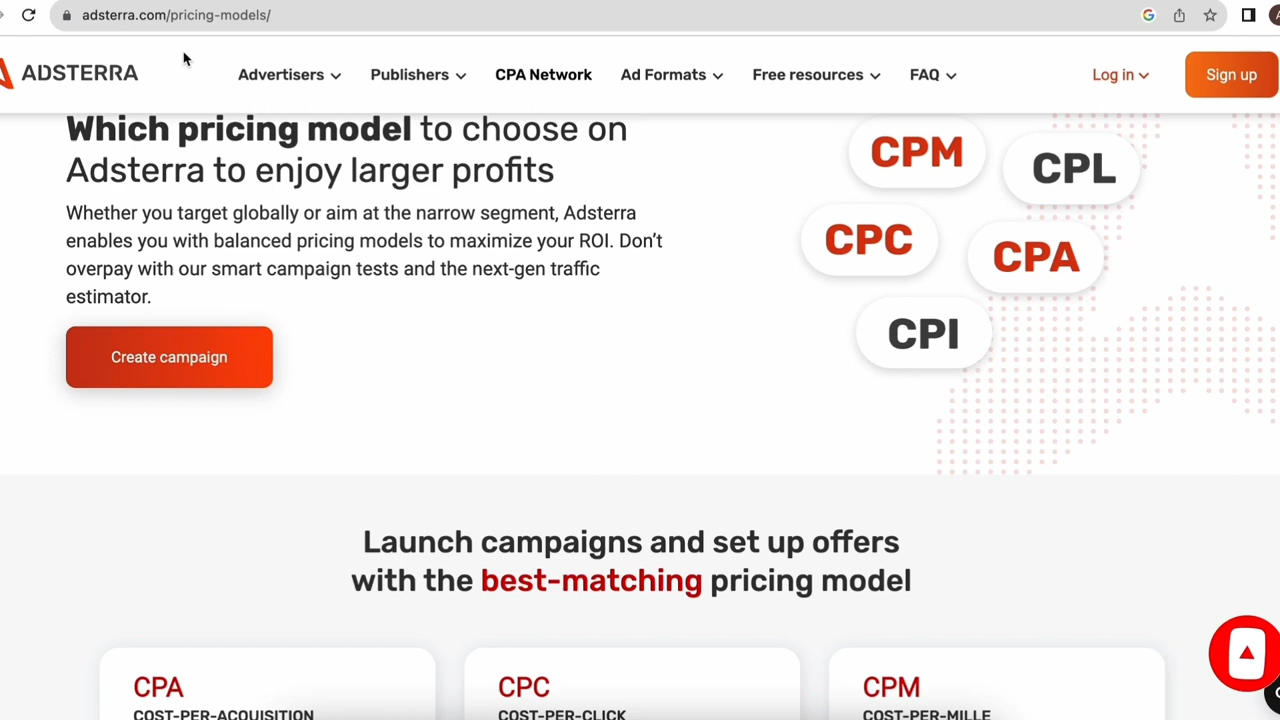 adsterra.com/pricing-models/
ADSTERRA
Advertisers
Publishers
CPA Network
Ad Formats
Free resources
FAQ
Log in
Sign up
Which pricing model to choose on
Adsterra to enjoy larger profits
Whether you target globally or aim at the narrow segment, Adsterra
enables you with balanced pricing models to maximize your ROI. Don't
overpay with our smart campaign tests and the next-gen traffic
estimator.
Create campaign
CPM
CPL
CPC
CPA
CPI
Launch campaigns and set up offers
with the best-matching pricing model
CPA
COST-PER-ACQUISITION
CPC
COST-PER-CLICK
CPM
COST-PER-MILLE